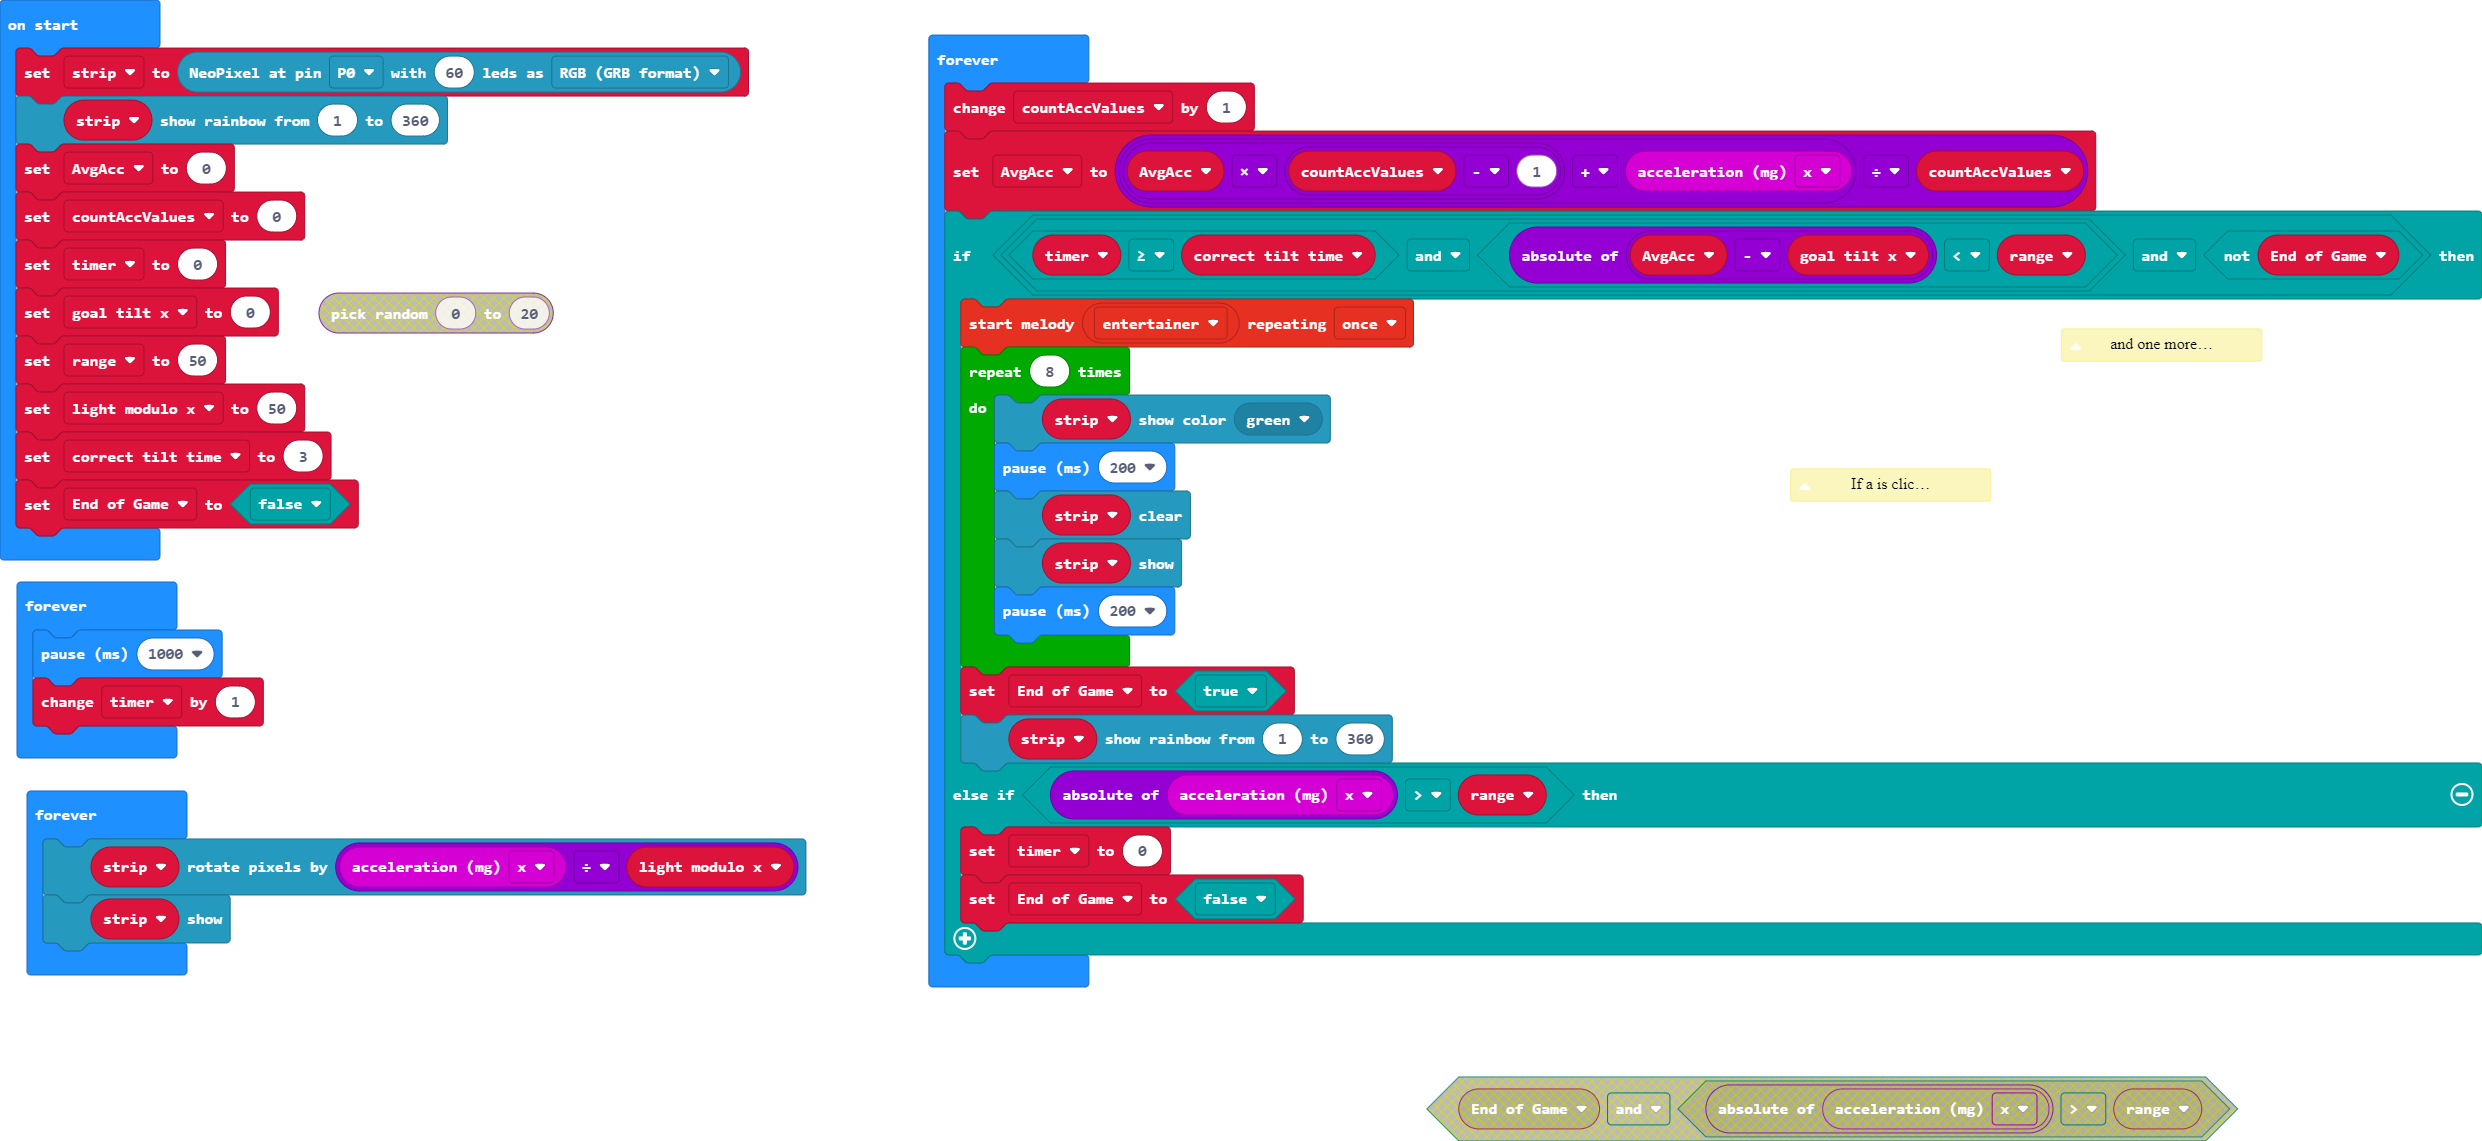 on start
set strip to NeoPixel at pin P0 with 60 leds as RGB (GRB format)
strip show rainbow from 1 to 360
set AvgAcc to 0
set countAccValues to 0
set timer to 0
set goal tilt x to 0
pick random 0 to 20
set range to 50
set light modulo x to 50
set correct tilt time to 3
set End of Game to false
forever
pause (ms) 1000
change timer by 1
forever
strip rotate pixels by acceleration (mg) x ÷ light modulo x
strip show
forever
change countAccValues by 1
set AvgAcc to AvgAcc × countAccValues - 1 + acceleration (mg) x ÷ countAccValues
if timer ≥ correct tilt time and absolute of AvgAcc - goal tilt x < range and not End of Game then
start melody entertainer repeating once
and one more...
repeat 8 times
do strip show color green
pause (ms) 200
If a is clic...
strip clear
strip show
pause (ms) 200
set End of Game to true
strip show rainbow from 1 to 360
else if absolute of acceleration (mg) x > range then
set timer to 0
set End of Game to false
End of Game and absolute of acceleration (mg) x > range